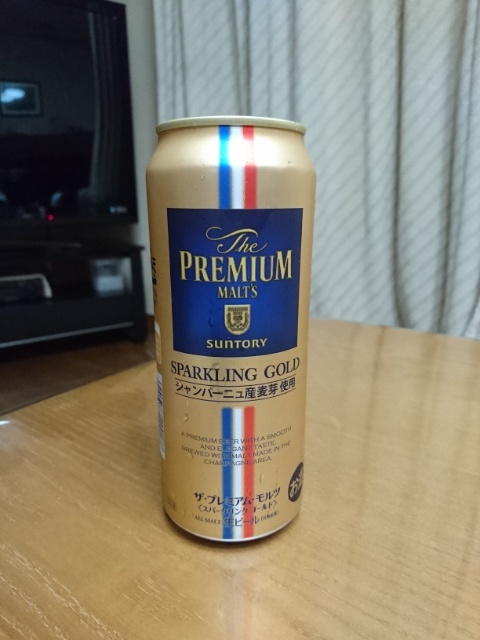 The
PREMIUM
MALT'S
SUNTORY
SPARKLING GOLD
シャンパーニュ産麦芽使用
A PREMIUM BEER WITH A SMOOTH
AND ELEGANT TASTE.
BREWED WITH MALT MADE IN THE
CHAMPAGNE AREA.
お
ザ・プレミアム・モルツ
〈スパークリングゴールド〉
ALL MALT 生ビール